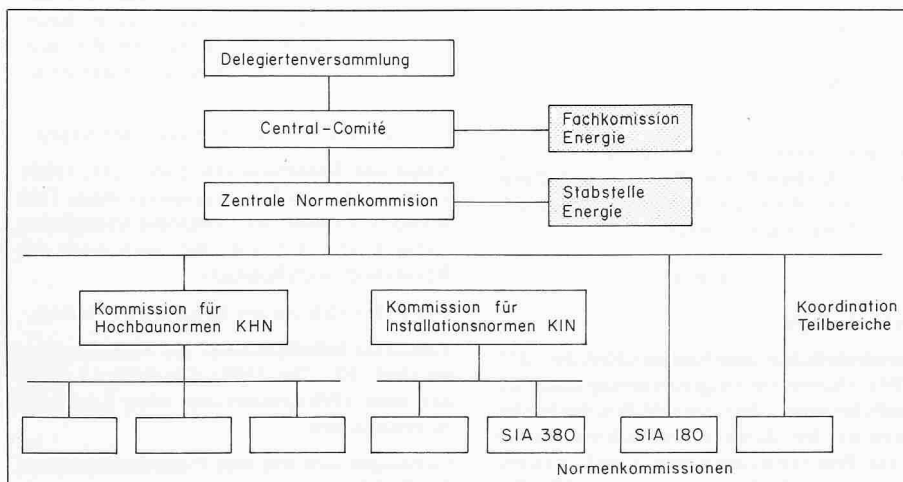 Delegiertenversammlung
Central-Comité
Fachkomission
Energie
Zentrale Normenkommision
Stabstelle
Energie
Kommission für
Hochbaunormen KHN
Kommission für
Installationsnormen KIN
Koordination
Teilbereiche
SIA 380
SIA 180
Normenkommissionen